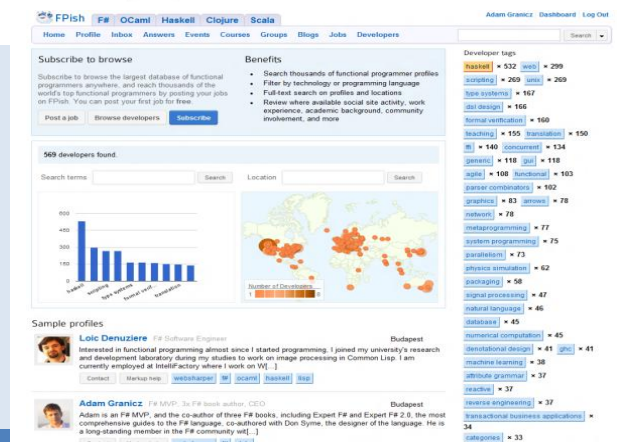 FPish F# OCaml Haskell Clojure Scala
Adam Granicz Dashboard Log Out
Home Profile Inbox Answers Events Courses Groups Blogs Jobs Developers
Search
Subscribe to browse
Subscribe to browse the largest database of functional
programmers anywhere, and reach thousands of the
world's top functional programmers by posting your jobs
on FPish. You can post your first job for free.
Post a job Browse developers Subscribe
Benefits
Search thousands of functional programmer profiles
Filter by technology or programming language
Full-text search on profiles and locations
Review where available social site activity, work
experience, academic background, community
involvement, and more
569 developers found.
Search terms Search Location Search
600
450
300
150
0
haskell scripting type systems formal verif... translation
Number of Developers
1
Sample profiles
Loic Denuziere F# Software Engineer Budapest
Interested in functional programming almost since I started programming, I joined my university's research
and development laboratory during my studies to work on image processing in Common Lisp. I am
currently employed at IntelliFactory where I work on W[...]
Contact Markup help websharper f# ocaml haskell lisp
Adam Granicz F# MVP, 3x F# book author, CEO Budapest
Adam is an F# MVP, and the co-author of three F# books, including Expert F# and Expert F# 2.0, the most
comprehensive guides to the F# language, co-authored with Don Syme, the designer of the language. He is
a long-standing member in the F# community wit[...]
Developer tags
haskell × 532 web × 299
scripting × 269 unix × 269
type systems × 167
dsl design × 166
formal verification × 160
teaching × 155 translation × 150
ffi × 140 concurrent × 134
generic × 118 gui × 118
agile × 108 functional × 103
parser combinators × 102
graphics × 83 arrows × 78
network × 78
metaprogramming × 77
system programming × 75
parallelism × 73
physics simulation × 62
packaging × 58
signal processing × 47
natural language × 46
database × 45
numerical computation × 45
denotational design × 41 ghc × 41
machine learning × 38
attribute grammar × 37
reactive × 37
reverse engineering × 37
transactional business applications ×
34
categories × 33